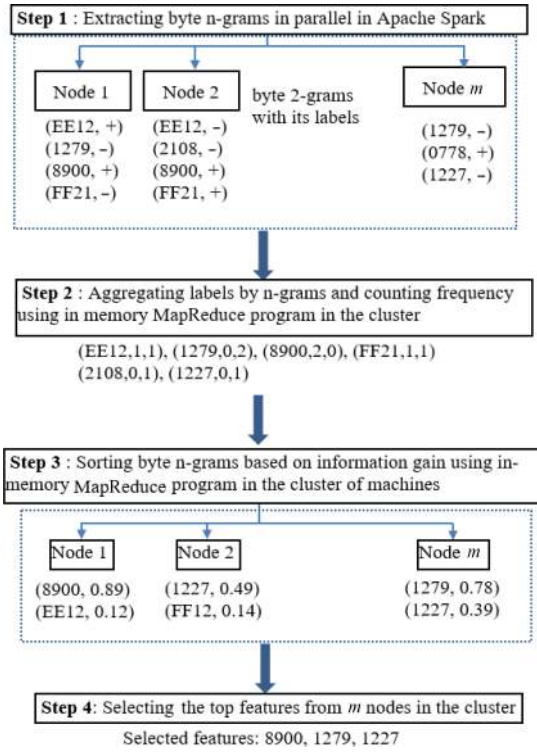 Step 1 : Extracting byte n-grams in parallel in Apache Spark
Node 1
Node 2
byte 2-grams
with its labels
Node m
(EE12, +)
(1279, –)
(8900, +)
(FF21, –)
(EE12, –)
(2108, –)
(8900, +)
(FF21, +)
(1279, –)
(0778, +)
(1227, –)
Step 2 : Aggregating labels by n-grams and counting frequency
using in memory MapReduce program in the cluster
(EE12,1,1), (1279,0,2), (8900,2,0), (FF21,1,1)
(2108,0,1), (1227,0,1)
Step 3 : Sorting byte n-grams based on information gain using in-
memory MapReduce program in the cluster of machines
Node 1
Node 2
Node m
(8900, 0.89)
(EE12, 0.12)
(1227, 0.49)
(FF12, 0.14)
(1279, 0.78)
(1227, 0.39)
Step 4: Selecting the top features from m nodes in the cluster
Selected features: 8900, 1279, 1227